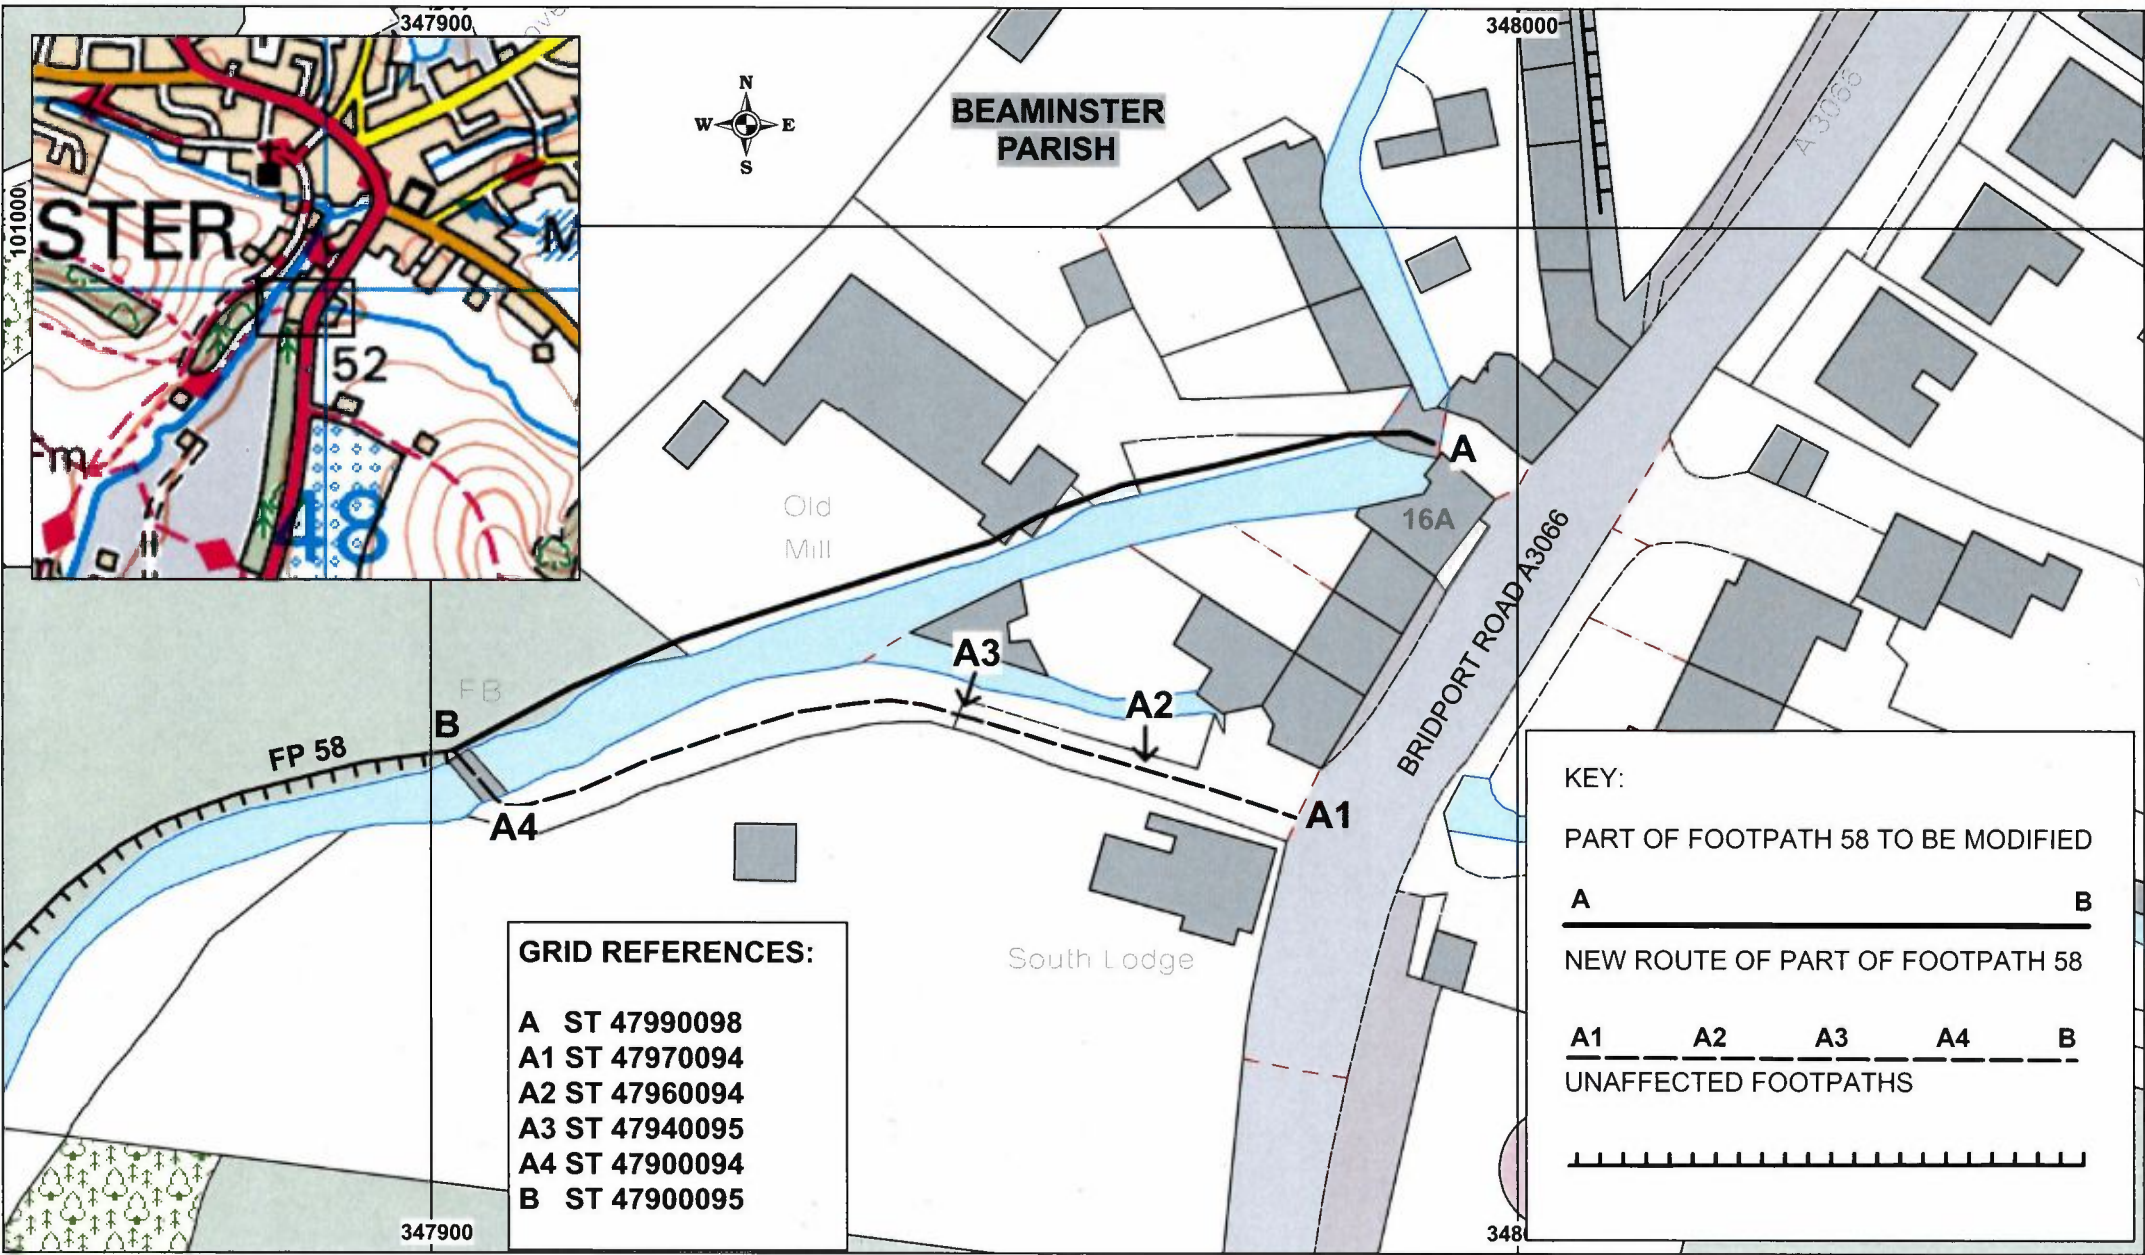 347900
348000
101000
N
W E
S
BEAMINSTER
PARISH
A 3066
STER
M
52
m
48
A
16A
Old
Mill
BRIDPORT ROAD A3066
A3
A2
FB
B
FP 58
A4
A1
South Lodge
GRID REFERENCES:
A ST 47990098
A1 ST 47970094
A2 ST 47960094
A3 ST 47940095
A4 ST 47900094
B ST 47900095
KEY:
PART OF FOOTPATH 58 TO BE MODIFIED
A B
NEW ROUTE OF PART OF FOOTPATH 58
A1 A2 A3 A4 B
UNAFFECTED FOOTPATHS
347900
348